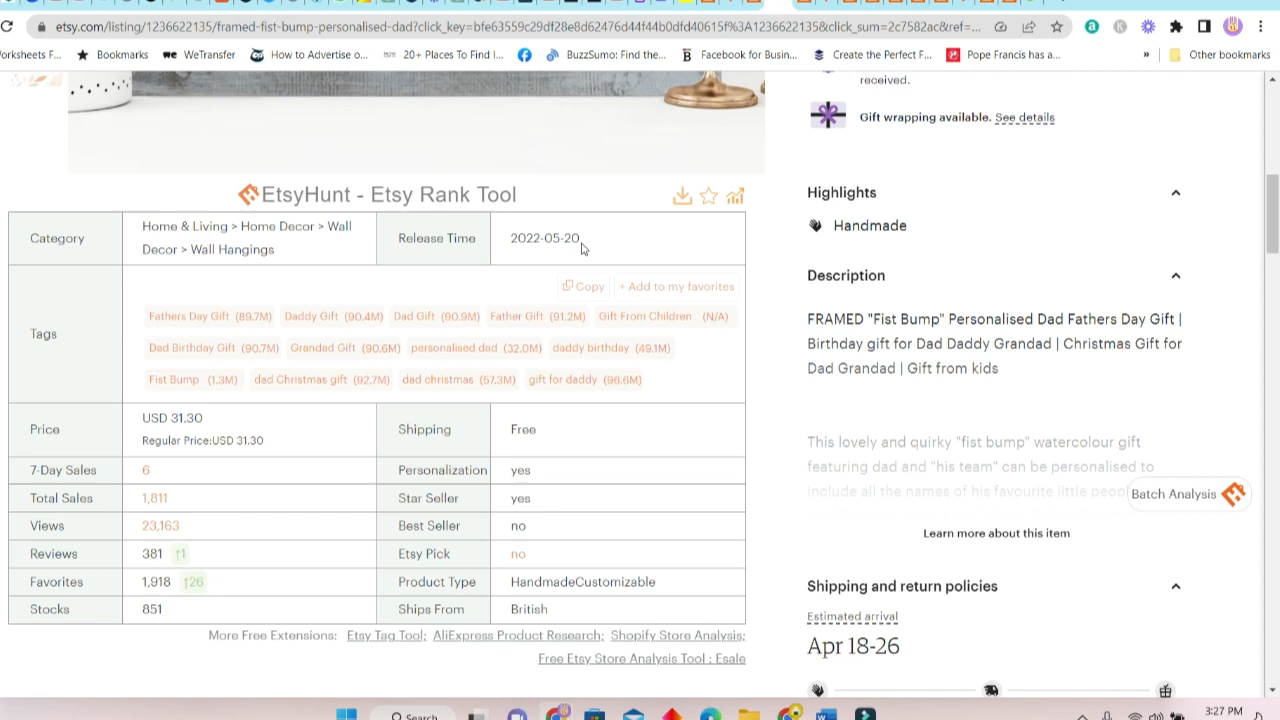 etsy.com/listing/1236622135/framed-fist-bump-personalised-dad?click_key=bfe63559c29df28e8d62476d44f44b0dfd40615f%3A1236622135&click_sum=2c7582ac&ref=...
orksheets F... Bookmarks WeTransfer How to Advertise o... 20+ Places To Find I... BuzzSumo: Find the... Facebook for Busin... Create the Perfect F... Pope Francis has a... » Other bookmarks
received.
Gift wrapping available. See details
EtsyHunt - Etsy Rank Tool
Category Home & Living > Home Decor > Wall Decor > Wall Hangings Release Time 2022-05-20
Copy + Add to my favorites
Tags
Fathers Day Gift (89.7M) Daddy Gift (90.4M) Dad Gift (90.9M) Father Gift (91.2M) Gift From Children (N/A)
Dad Birthday Gift (90.7M) Grandad Gift (90.6M) personalised dad (32.0M) daddy birthday (49.1M)
Fist Bump (1.3M) dad Christmas gift (92.7M) dad christmas (57.3M) gift for daddy (96.6M)
Price USD 31.30 Regular Price:USD 31.30 Shipping Free
7-Day Sales 6 Personalization yes
Total Sales 1,811 Star Seller yes
Views 23,163 Best Seller no
Reviews 381 ↑1 Etsy Pick no
Favorites 1,918 ↑26 Product Type HandmadeCustomizable
Stocks 851 Ships From British
More Free Extensions: Etsy Tag Tool; AliExpress Product Research; Shopify Store Analysis;
Free Etsy Store Analysis Tool : Esale
Highlights
Handmade
Description
FRAMED "Fist Bump" Personalised Dad Fathers Day Gift |
Birthday gift for Dad Daddy Grandad | Christmas Gift for
Dad Grandad | Gift from kids
This lovely and quirky "fist bump" watercolour gift
featuring dad and "his team" can be personalised to
include all the names of his favourite little
Batch Analysis
Learn more about this item
Shipping and return policies
Estimated arrival
Apr 18-26
Search
3:27 PM